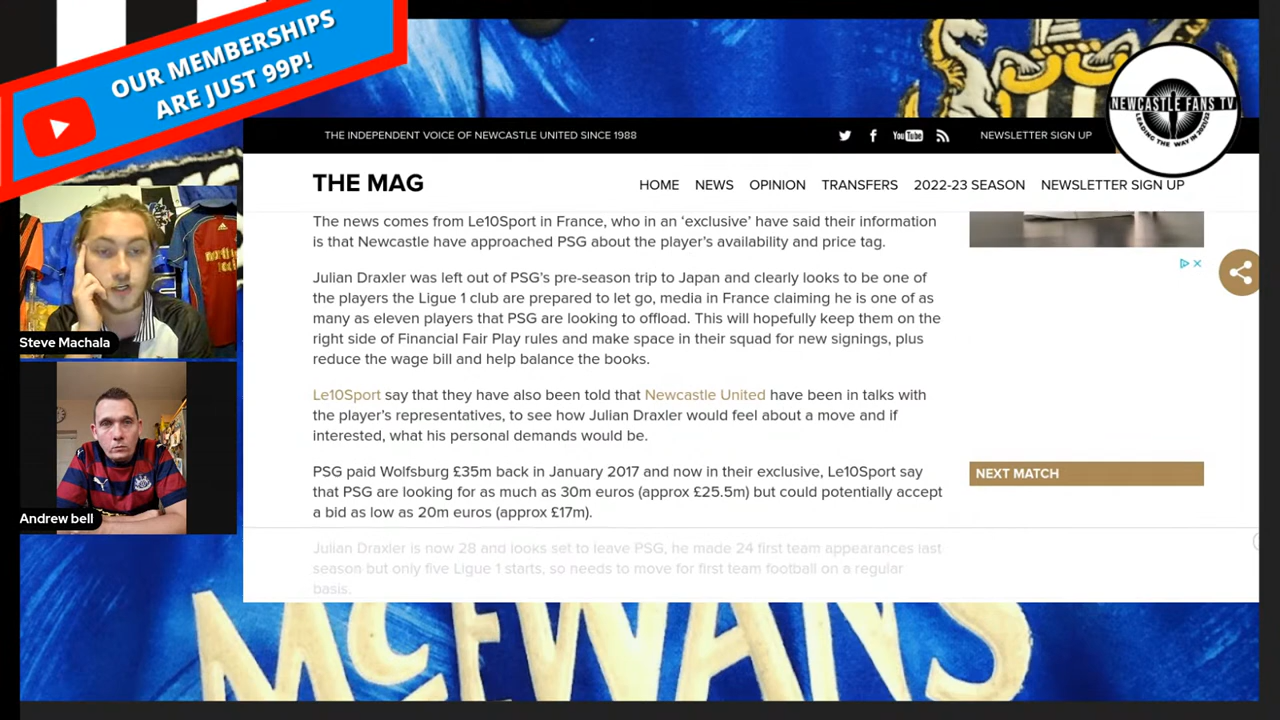 OUR MEMBERSHIPS
ARE JUST 99P!
NEWCASTLE FANS TV
LEADING THE WAY IN 2021/22
THE INDEPENDENT VOICE OF NEWCASTLE UNITED SINCE 1988
YouTube
NEWSLETTER SIGN UP
THE MAG
HOME NEWS OPINION TRANSFERS 2022-23 SEASON NEWSLETTER SIGN UP
The news comes from Le10Sport in France, who in an ‘exclusive’ have said their information
is that Newcastle have approached PSG about the player’s availability and price tag.
Julian Draxler was left out of PSG’s pre-season trip to Japan and clearly looks to be one of
the players the Ligue 1 club are prepared to let go, media in France claiming he is one of as
many as eleven players that PSG are looking to offload. This will hopefully keep them on the
right side of Financial Fair Play rules and make space in their squad for new signings, plus
reduce the wage bill and help balance the books.
Le10Sport say that they have also been told that Newcastle United have been in talks with
the player’s representatives, to see how Julian Draxler would feel about a move and if
interested, what his personal demands would be.
PSG paid Wolfsburg £35m back in January 2017 and now in their exclusive, Le10Sport say
that PSG are looking for as much as 30m euros (approx £25.5m) but could potentially accept
a bid as low as 20m euros (approx £17m).
Julian Draxler is now 28 and looks set to leave PSG, he made 24 first team appearances last
season but only five Ligue 1 starts, so needs to move for first team football on a regular
basis.
NEXT MATCH
Steve Machala
Andrew bell
McEWANS